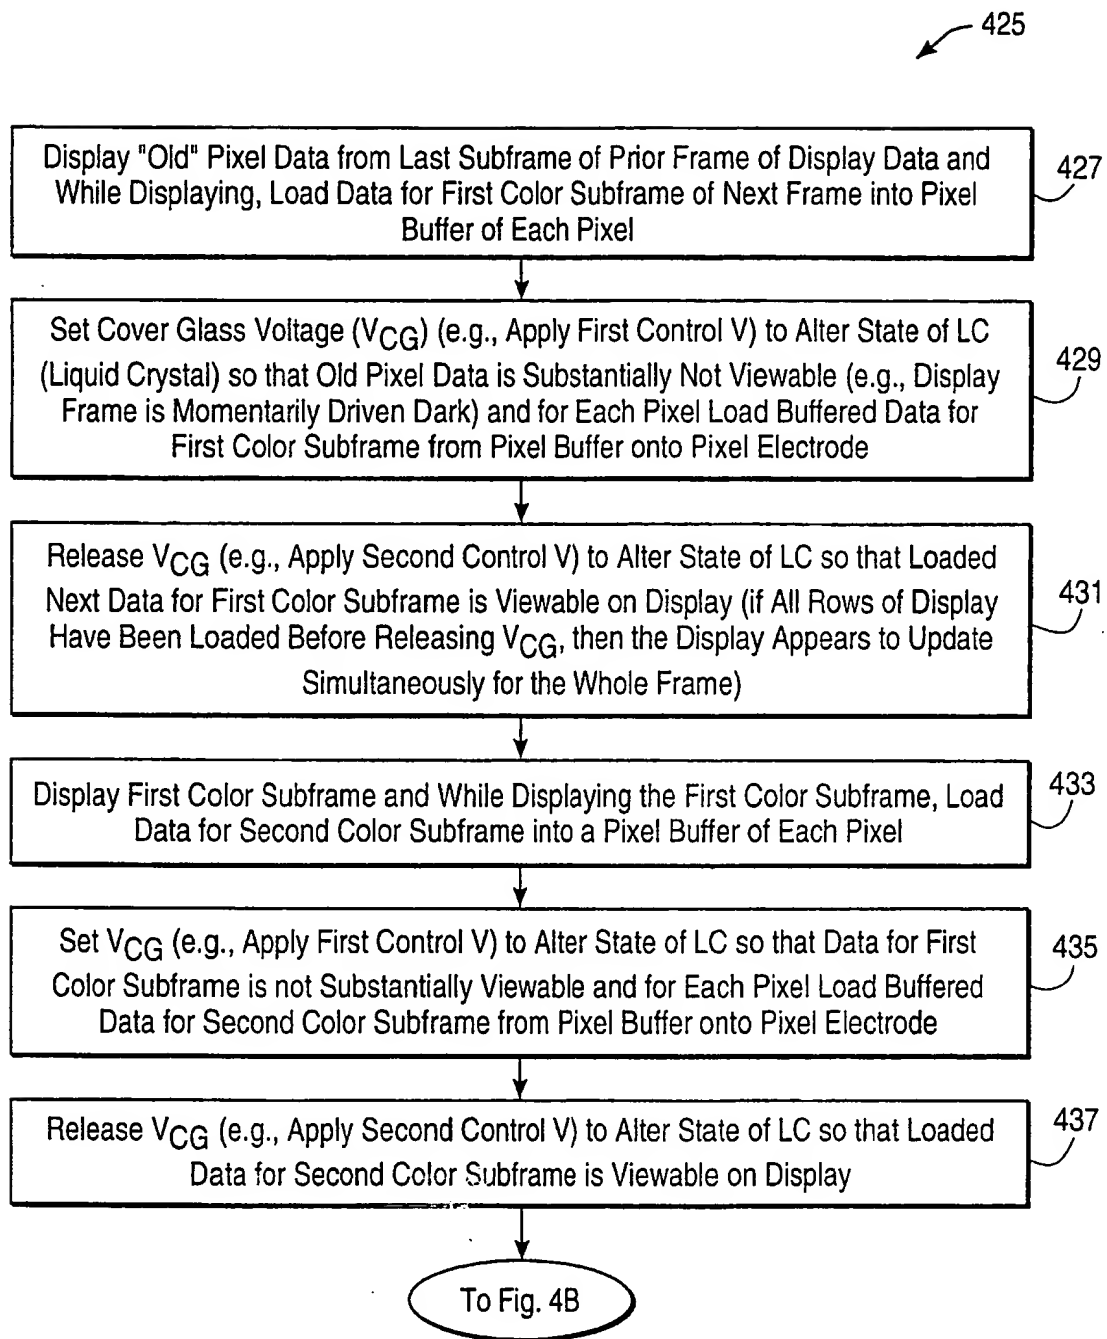 425
Display "Old" Pixel Data from Last Subframe of Prior Frame of Display Data and
While Displaying, Load Data for First Color Subframe of Next Frame into Pixel
Buffer of Each Pixel
427
Set Cover Glass Voltage (VCG) (e.g., Apply First Control V) to Alter State of LC
(Liquid Crystal) so that Old Pixel Data is Substantially Not Viewable (e.g., Display
Frame is Momentarily Driven Dark) and for Each Pixel Load Buffered Data for
First Color Subframe from Pixel Buffer onto Pixel Electrode
429
Release VCG (e.g., Apply Second Control V) to Alter State of LC so that Loaded
Next Data for First Color Subframe is Viewable on Display (if All Rows of Display
Have Been Loaded Before Releasing VCG, then the Display Appears to Update
Simultaneously for the Whole Frame)
431
Display First Color Subframe and While Displaying the First Color Subframe, Load
Data for Second Color Subframe into a Pixel Buffer of Each Pixel
433
Set VCG (e.g., Apply First Control V) to Alter State of LC so that Data for First
Color Subframe is not Substantially Viewable and for Each Pixel Load Buffered
Data for Second Color Subframe from Pixel Buffer onto Pixel Electrode
435
Release VCG (e.g., Apply Second Control V) to Alter State of LC so that Loaded
Data for Second Color Subframe is Viewable on Display
437
To Fig. 4B